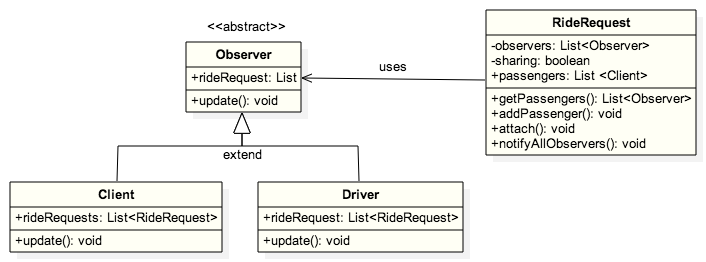 <<abstract>>
Observer
+rideRequest: List
+update(): void
uses
RideRequest
-observers: List<Observer>
-sharing: boolean
+passengers: List <Client>
+getPassengers(): List<Observer>
+addPassenger(): void
+attach(): void
+notifyAllObservers(): void
extend
Client
+rideRequests: List<RideRequest>
+update(): void
Driver
+rideRequest: List<RideRequest>
+update(): void